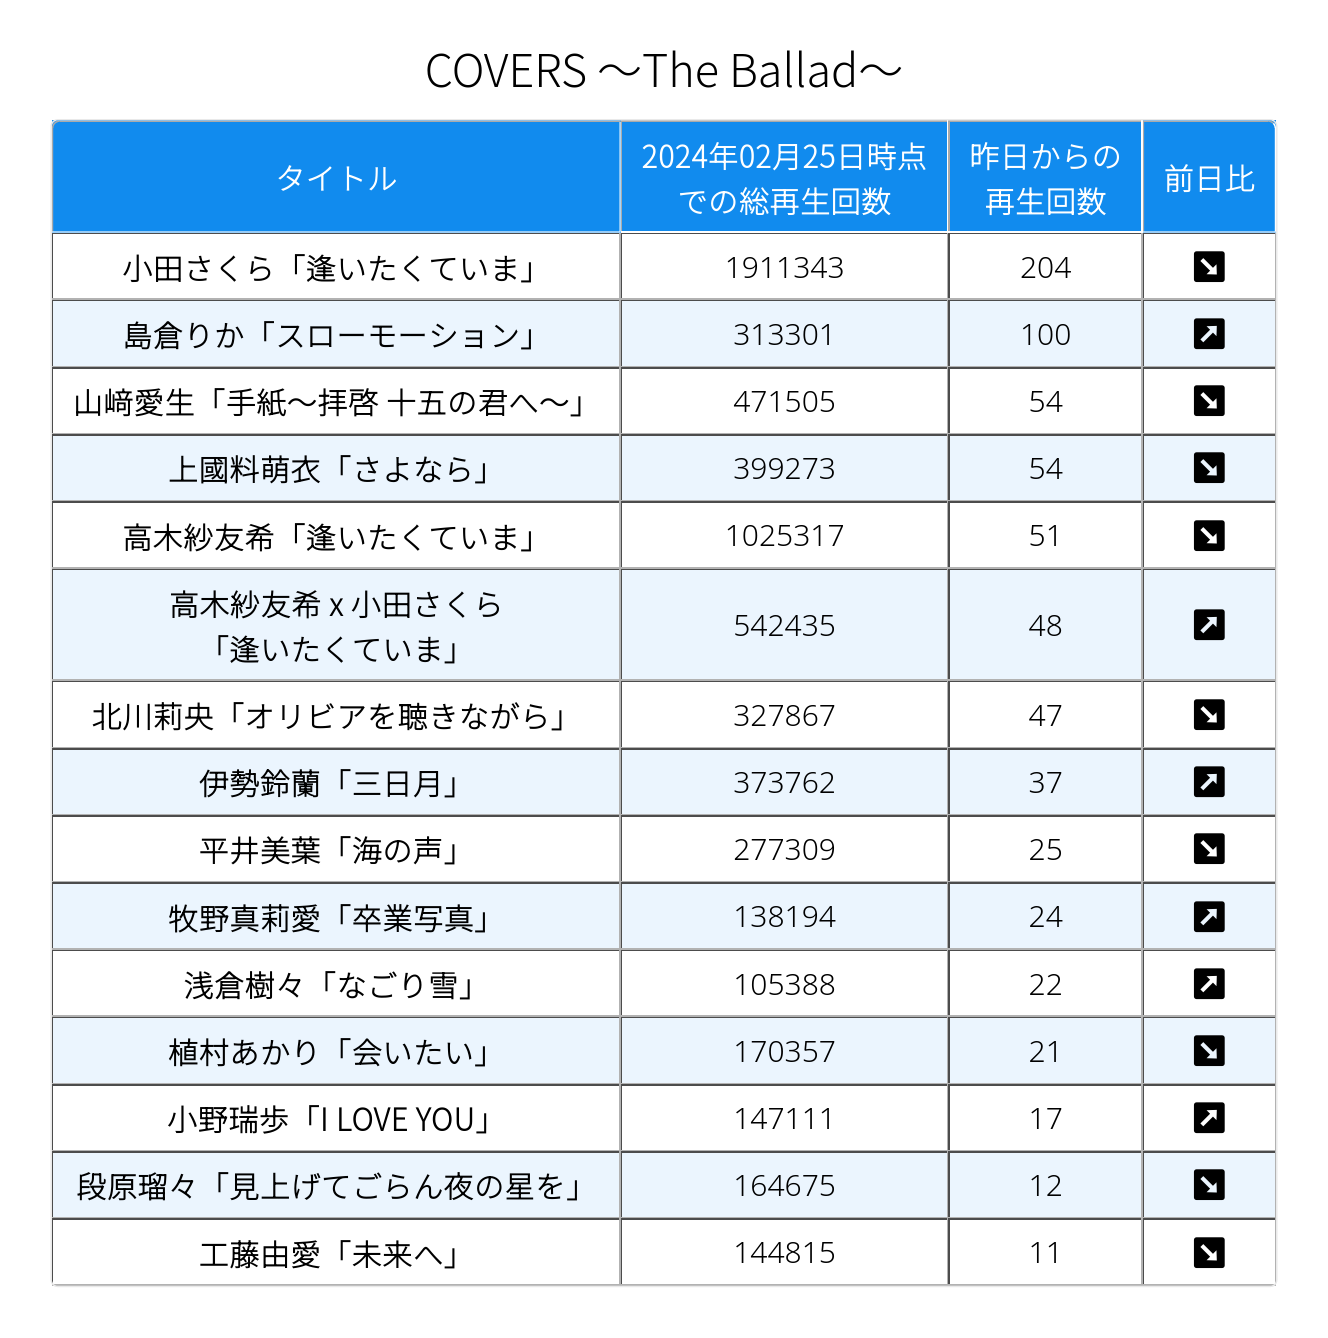 COVERS ～The Ballad～
タイトル
2024年02月25日時点
での総再生回数
昨日からの
再生回数
前日比
小田さくら「逢いたくていま」 1911343 204 ↘
島倉りか「スローモーション」 313301 100 ↗
山﨑愛生「手紙～拝啓 十五の君へ～」 471505 54 ↘
上國料萌衣「さよなら」 399273 54 ↘
高木紗友希「逢いたくていま」 1025317 51 ↘
高木紗友希 x 小田さくら
「逢いたくていま」 542435 48 ↗
北川莉央「オリビアを聴きながら」 327867 47 ↘
伊勢鈴蘭「三日月」 373762 37 ↗
平井美葉「海の声」 277309 25 ↘
牧野真莉愛「卒業写真」 138194 24 ↗
浅倉樹々「なごり雪」 105388 22 ↗
植村あかり「会いたい」 170357 21 ↘
小野瑞歩「I LOVE YOU」 147111 17 ↗
段原瑠々「見上げてごらん夜の星を」 164675 12 ↘
工藤由愛「未来へ」 144815 11 ↘